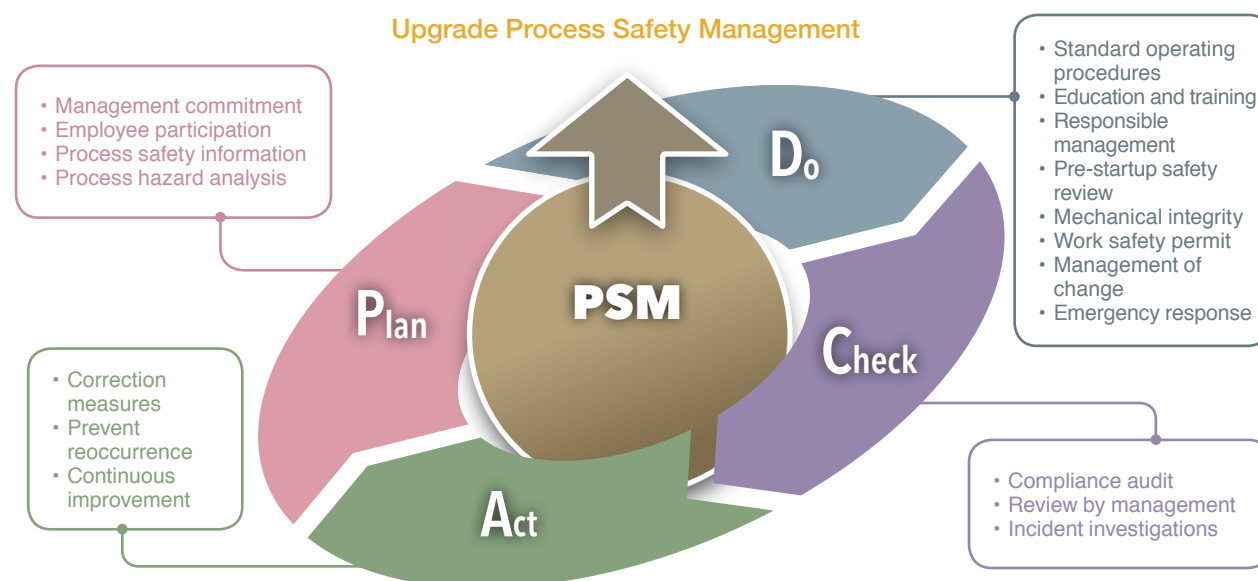 Upgrade Process Safety Management
• Management commitment
• Employee participation
• Process safety information
• Process hazard analysis
• Standard operating
procedures
• Education and training
• Responsible
management
• Pre-startup safety
review
• Mechanical integrity
• Work safety permit
• Management of
change
• Emergency response
Do
PSM
Plan
Check
• Correction
measures
• Prevent
reoccurrence
• Continuous
improvement
Act
• Compliance audit
• Review by management
• Incident investigations